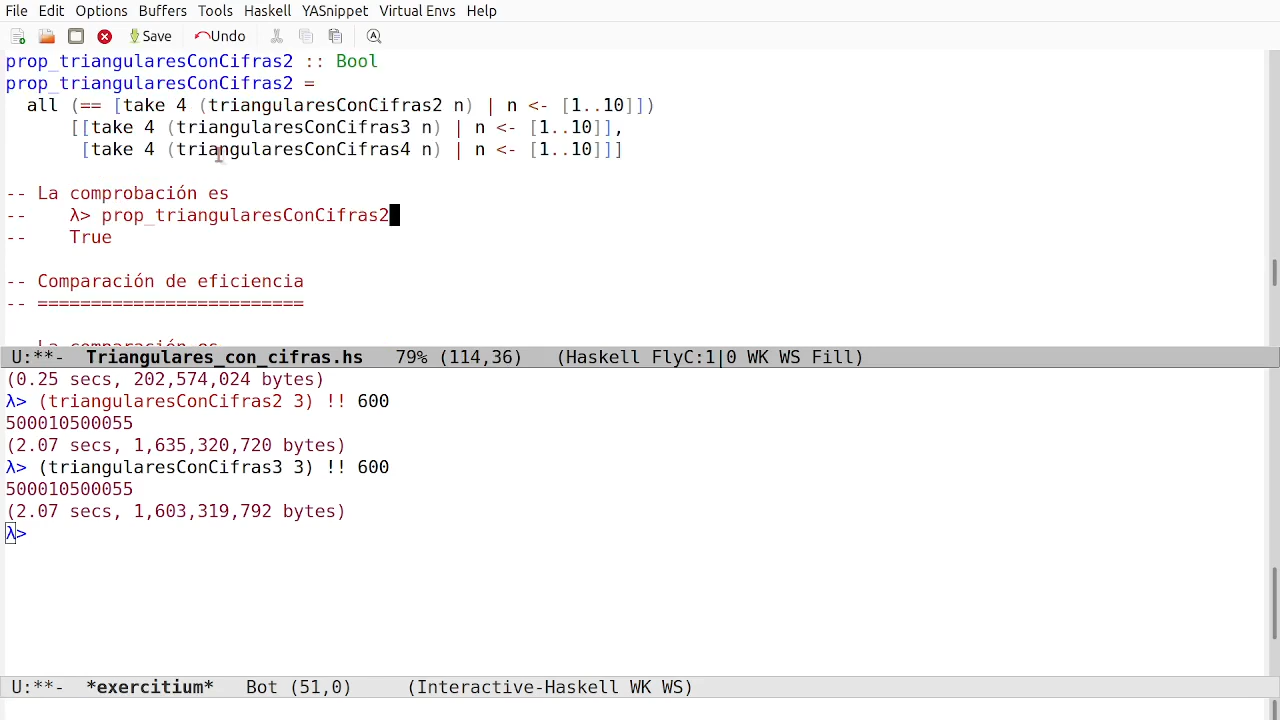 File Edit Options Buffers Tools Haskell YASnippet Virtual Envs Help
Save Undo
prop_triangularesConCifras2 :: Bool
prop_triangularesConCifras2 =
  all (== [take 4 (triangularesConCifras2 n) | n <- [1..10]])
      [[take 4 (triangularesConCifras3 n) | n <- [1..10]],
       [take 4 (triangularesConCifras4 n) | n <- [1..10]]]
-- La comprobación es
--    λ> prop_triangularesConCifras2
--    True
-- Comparación de eficiencia
-- =========================
-- La comparación es
U:**-  Triangulares_con_cifras.hs   79% (114,36)   (Haskell FlyC:1|0 WK WS Fill)
(0.25 secs, 202,574,024 bytes)
λ> (triangularesConCifras2 3) !! 600
500010500055
(2.07 secs, 1,635,320,720 bytes)
λ> (triangularesConCifras3 3) !! 600
500010500055
(2.07 secs, 1,603,319,792 bytes)
λ>
U:**-  *exercitium*   Bot (51,0)     (Interactive-Haskell WK WS)